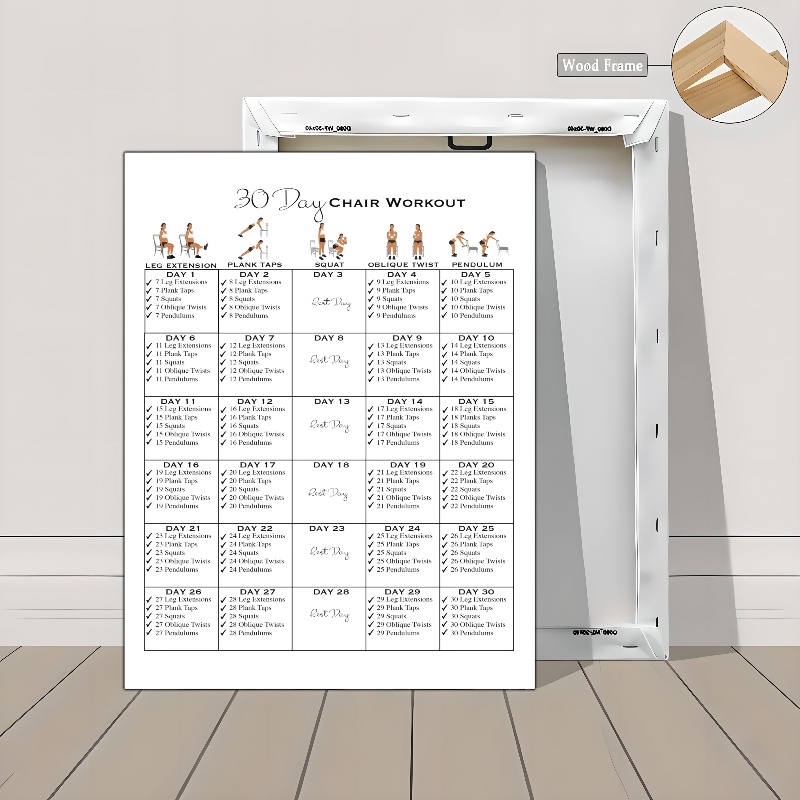 Wood Frame
30 Day CHAIR WORKOUT
LEG EXTENSION
PLANK TAPS
SQUAT
OBLIQUE TWIST
PENDULUM
DAY 1
✓ 7 Leg Extensions
✓ 7 Plank Taps
✓ 7 Squats
✓ 7 Oblique Twists
✓ 7 Pendulums
DAY 2
✓ 8 Leg Extensions
✓ 8 Plank Taps
✓ 8 Squats
✓ 8 Oblique Twists
✓ 8 Pendulums
DAY 3
Rest Day
DAY 4
✓ 9 Leg Extensions
✓ 9 Plank Taps
✓ 9 Squats
✓ 9 Oblique Twists
✓ 9 Pendulums
DAY 5
✓ 10 Leg Extensions
✓ 10 Plank Taps
✓ 10 Squats
✓ 10 Oblique Twists
✓ 10 Pendulums
DAY 6
✓ 11 Leg Extensions
✓ 11 Plank Taps
✓ 11 Squats
✓ 11 Oblique Twists
✓ 11 Pendulums
DAY 7
✓ 12 Leg Extensions
✓ 12 Plank Taps
✓ 12 Squats
✓ 12 Oblique Twists
✓ 12 Pendulums
DAY 8
Rest Day
DAY 9
✓ 13 Leg Extensions
✓ 13 Plank Taps
✓ 13 Squats
✓ 13 Oblique Twists
✓ 13 Pendulums
DAY 10
✓ 14 Leg Extensions
✓ 14 Plank Taps
✓ 14 Squats
✓ 14 Oblique Twists
✓ 14 Pendulums
DAY 11
✓ 15 Leg Extensions
✓ 15 Plank Taps
✓ 15 Squats
✓ 15 Oblique Twists
✓ 15 Pendulums
DAY 12
✓ 16 Leg Extensions
✓ 16 Plank Taps
✓ 16 Squats
✓ 16 Oblique Twists
✓ 16 Pendulums
DAY 13
Rest Day
DAY 14
✓ 17 Leg Extensions
✓ 17 Plank Taps
✓ 17 Squats
✓ 17 Oblique Twists
✓ 17 Pendulums
DAY 15
✓ 18 Leg Extensions
✓ 18 Planks Taps
✓ 18 Squats
✓ 18 Oblique Twists
✓ 18 Pendulums
DAY 16
✓ 19 Leg Extensions
✓ 19 Plank Taps
✓ 19 Squats
✓ 19 Oblique Twists
✓ 19 Pendulums
DAY 17
✓ 20 Leg Extensions
✓ 20 Plank Taps
✓ 20 Squats
✓ 20 Oblique Twists
✓ 20 Pendulums
DAY 18
Rest Day
DAY 19
✓ 21 Leg Extensions
✓ 21 Plank Taps
✓ 21 Squats
✓ 21 Oblique Twists
✓ 21 Pendulums
DAY 20
✓ 22 Leg Extensions
✓ 22 Plank Taps
✓ 22 Squats
✓ 22 Oblique Twists
✓ 22 Pendulums
DAY 21
✓ 23 Leg Extensions
✓ 23 Plank Taps
✓ 23 Squats
✓ 23 Oblique Twists
✓ 23 Pendulums
DAY 22
✓ 24 Leg Extensions
✓ 24 Plank Taps
✓ 24 Squats
✓ 24 Oblique Twists
✓ 24 Pendulums
DAY 23
Rest Day
DAY 24
✓ 25 Leg Extensions
✓ 25 Plank Taps
✓ 25 Squats
✓ 25 Oblique Twists
✓ 25 Pendulums
DAY 25
✓ 26 Leg Extensions
✓ 26 Plank Taps
✓ 26 Squats
✓ 26 Oblique Twists
✓ 26 Pendulums
DAY 26
✓ 27 Leg Extensions
✓ 27 Plank Taps
✓ 27 Squats
✓ 27 Oblique Twists
✓ 27 Pendulums
DAY 27
✓ 28 Leg Extensions
✓ 28 Plank Taps
✓ 28 Squats
✓ 28 Oblique Twists
✓ 28 Pendulums
DAY 28
Rest Day
DAY 29
✓ 29 Leg Extensions
✓ 29 Plank Taps
✓ 29 Squats
✓ 29 Oblique Twists
✓ 29 Pendulums
DAY 30
✓ 30 Leg Extensions
✓ 30 Plank Taps
✓ 30 Squats
✓ 30 Oblique Twists
✓ 30 Pendulums